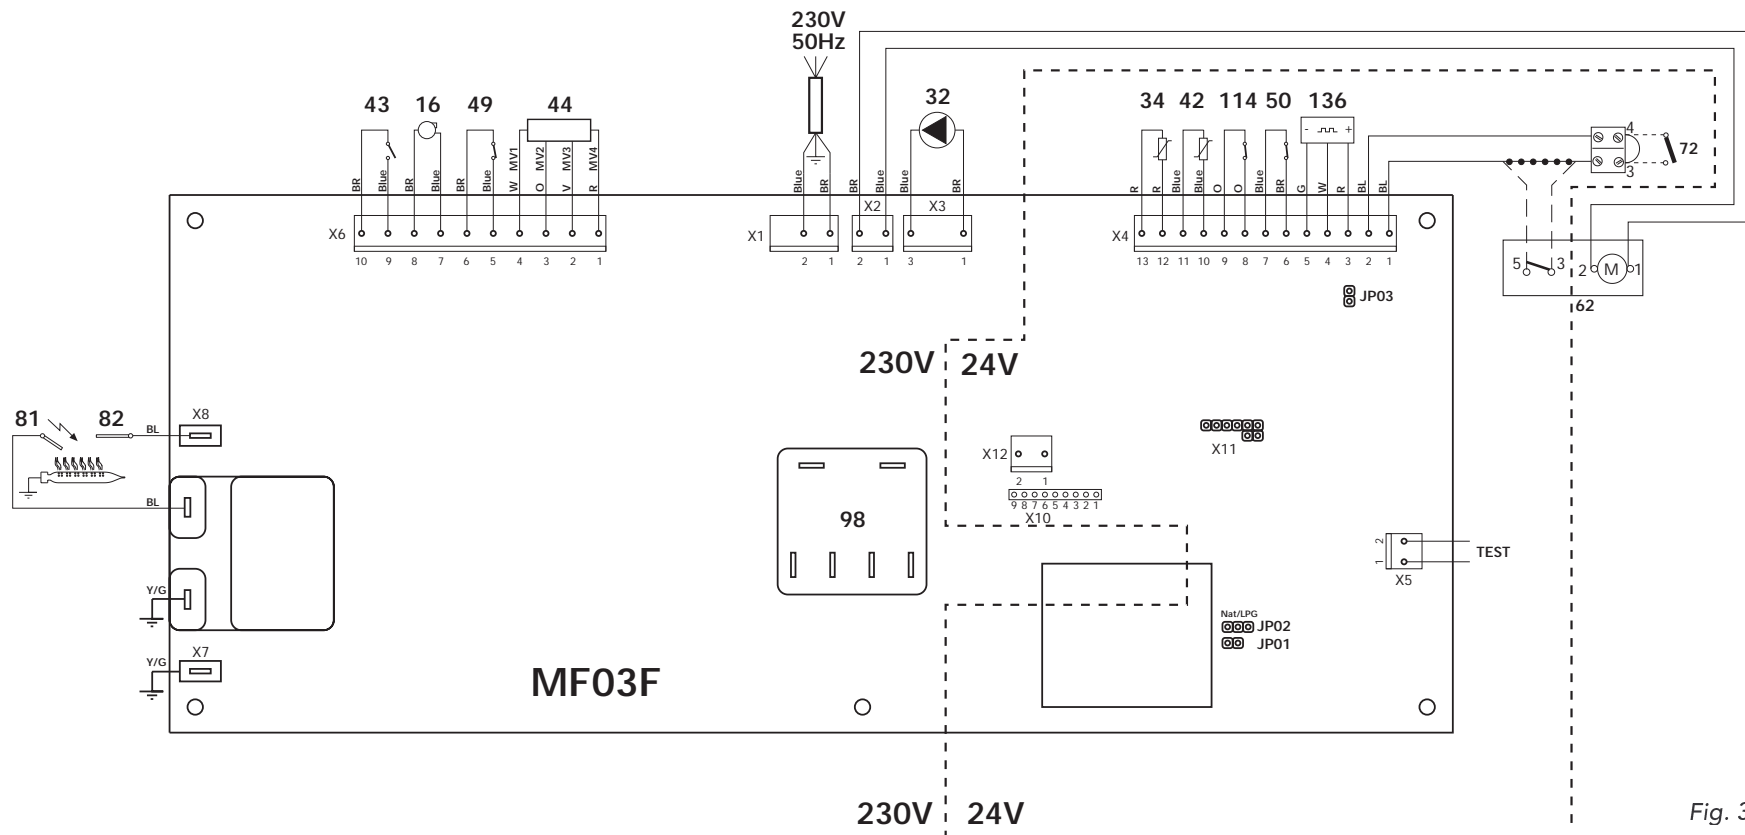 230V
50Hz
43 16 49 44 32 34 42 114 50 136
- +
4
72
3
BR Blue BR Blue BR Blue W MV1 O MV2 V MV3 R MV4
Blue BR BR Blue Blue BR
R R Blue Blue O O Blue BR G W R BL BL
X6 X1 X2 X3 X4
10 9 8 7 6 5 4 3 2 1
2 1 2 1 3 1
13 12 11 10 9 8 7 6 5 4 3 2 1
5 3 2 M 1
62
JP03
230V 24V
81 82 BL X8
X11
X12
2 1
9 8 7 6 5 4 3 2 1
X10
BL
98
2
1
TEST
X5
Y/G
Nat/LPG
JP02
JP01
Y/G X7
MF03F
230V 24V
Fig. 3